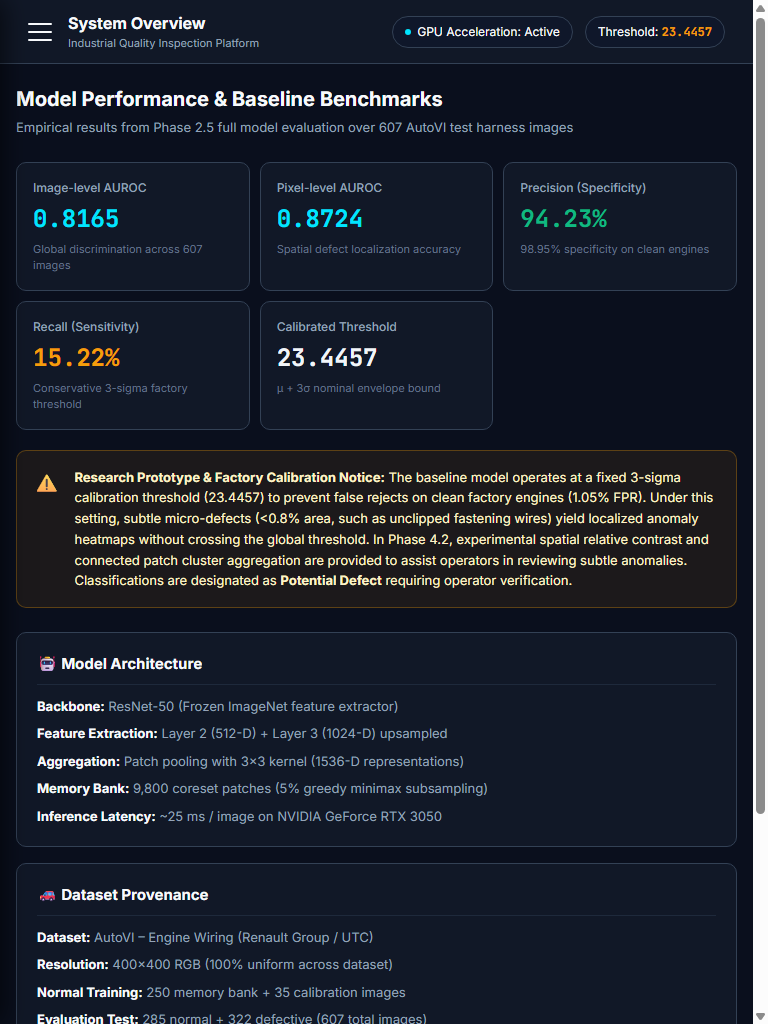 System Overview
Industrial Quality Inspection Platform
GPU Acceleration: Active
Threshold: 23.4457
Model Performance & Baseline Benchmarks
Empirical results from Phase 2.5 full model evaluation over 607 AutoVI test harness images
Image-level AUROC
0.8165
Global discrimination across 607
images
Pixel-level AUROC
0.8724
Spatial defect localization accuracy
Precision (Specificity)
94.23%
98.95% specificity on clean engines
Recall (Sensitivity)
15.22%
Conservative 3-sigma factory
threshold
Calibrated Threshold
23.4457
μ + 3σ nominal envelope bound
Research Prototype & Factory Calibration Notice: The baseline model operates at a fixed 3-sigma
calibration threshold (23.4457) to prevent false rejects on clean factory engines (1.05% FPR). Under this
setting, subtle micro-defects (<0.8% area, such as unclipped fastening wires) yield localized anomaly
heatmaps without crossing the global threshold. In Phase 4.2, experimental spatial relative contrast and
connected patch cluster aggregation are provided to assist operators in reviewing subtle anomalies.
Classifications are designated as Potential Defect requiring operator verification.
Model Architecture
Backbone: ResNet-50 (Frozen ImageNet feature extractor)
Feature Extraction: Layer 2 (512-D) + Layer 3 (1024-D) upsampled
Aggregation: Patch pooling with 3×3 kernel (1536-D representations)
Memory Bank: 9,800 coreset patches (5% greedy minimax subsampling)
Inference Latency: ~25 ms / image on NVIDIA GeForce RTX 3050
Dataset Provenance
Dataset: AutoVI – Engine Wiring (Renault Group / UTC)
Resolution: 400×400 RGB (100% uniform across dataset)
Normal Training: 250 memory bank + 35 calibration images
Evaluation Test: 285 normal + 322 defective (607 total images)